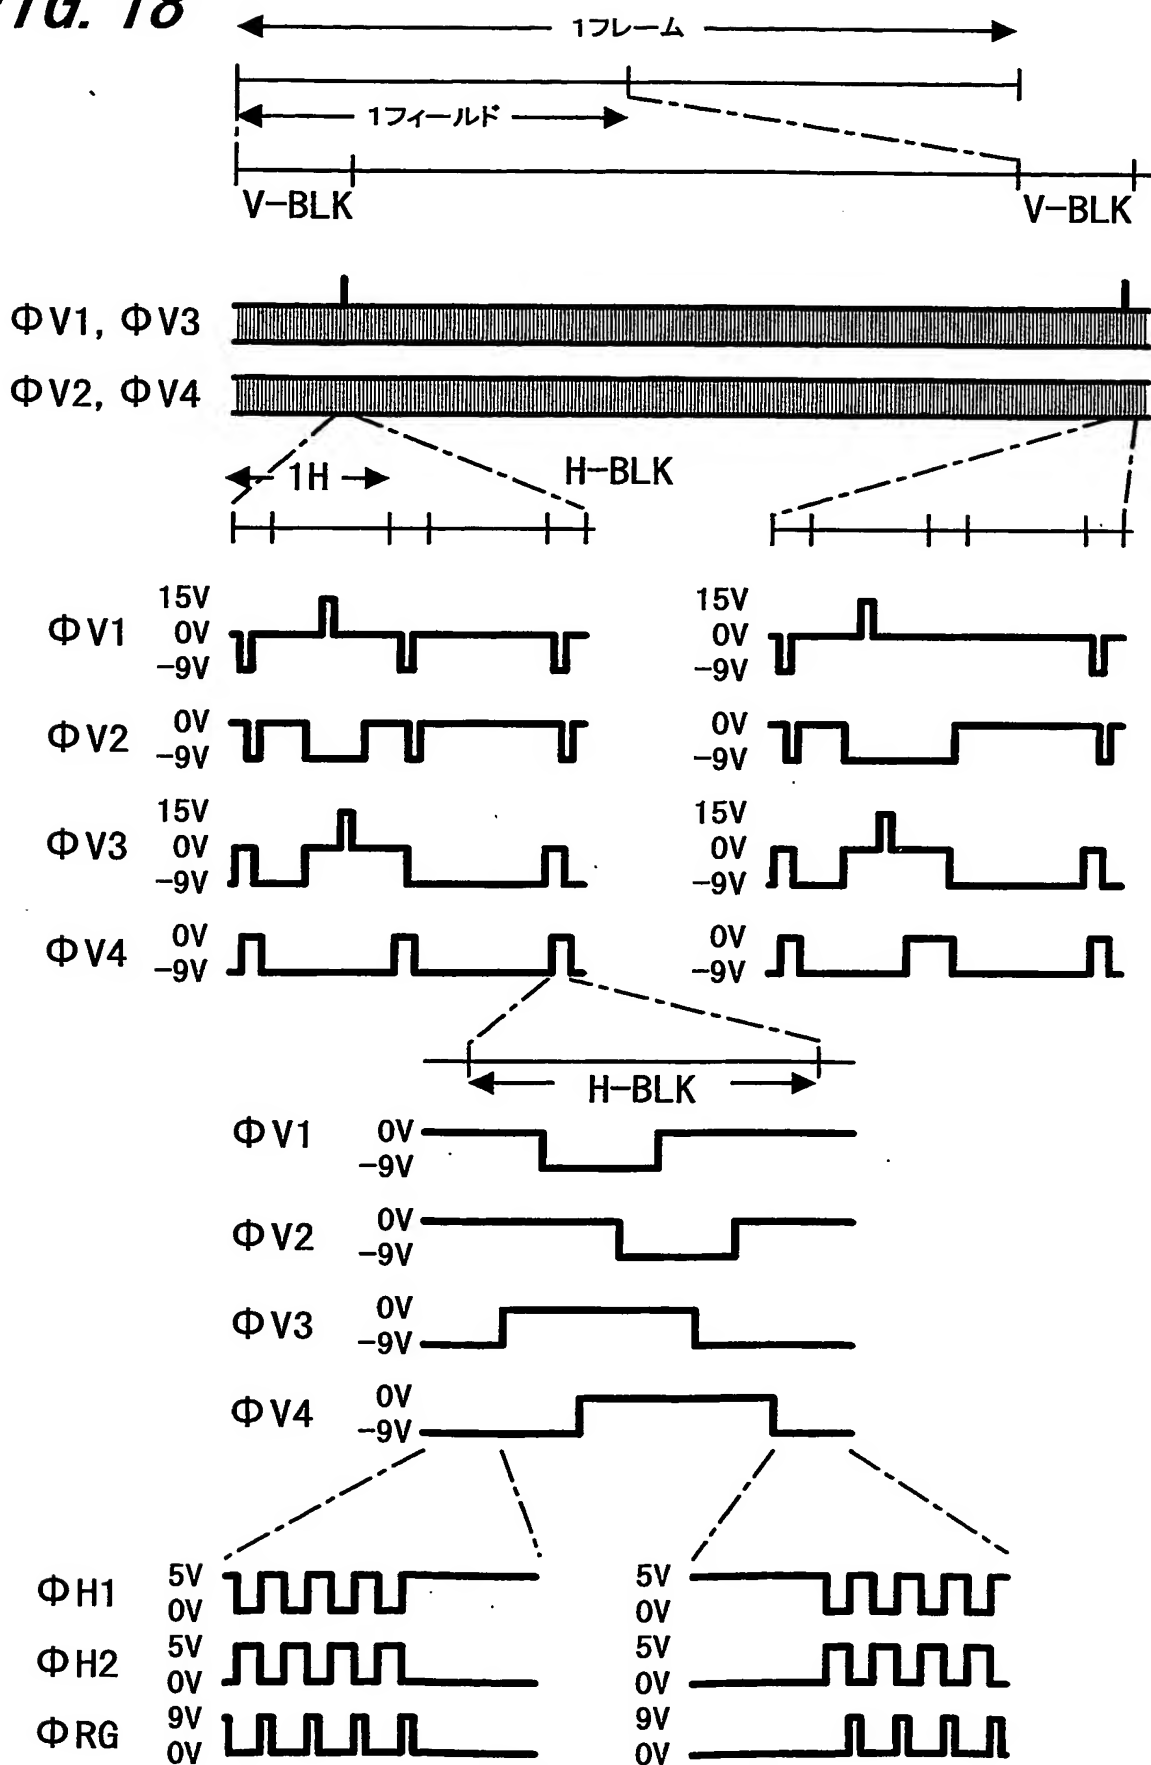 FIG. 18
1フレーム
1フィールド
V-BLK
V-BLK
ΦV1, ΦV3
ΦV2, ΦV4
1H
H-BLK
ΦV1 15V 0V -9V 15V 0V -9V
ΦV2 0V -9V 0V -9V
ΦV3 15V 0V -9V 15V 0V -9V
ΦV4 0V -9V 0V -9V
H-BLK
ΦV1 0V -9V
ΦV2 0V -9V
ΦV3 0V -9V
ΦV4 0V -9V
ΦH1 5V 0V 5V 0V
ΦH2 5V 0V 5V 0V
ΦRG 9V 0V 9V 0V